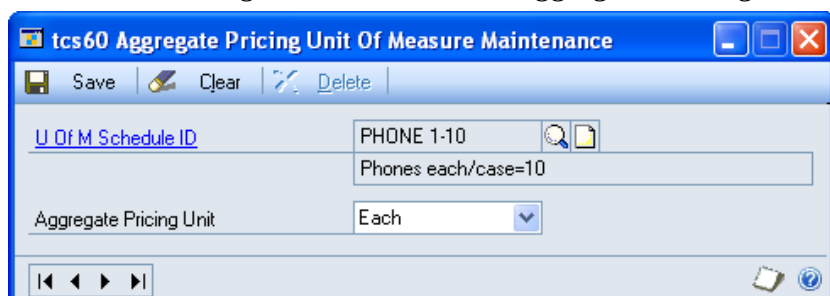 tcs60 Aggregate Pricing Unit Of Measure Maintenance
Save Clear Delete
U Of M Schedule ID PHONE 1-10
Phones each/case=10
Aggregate Pricing Unit Each